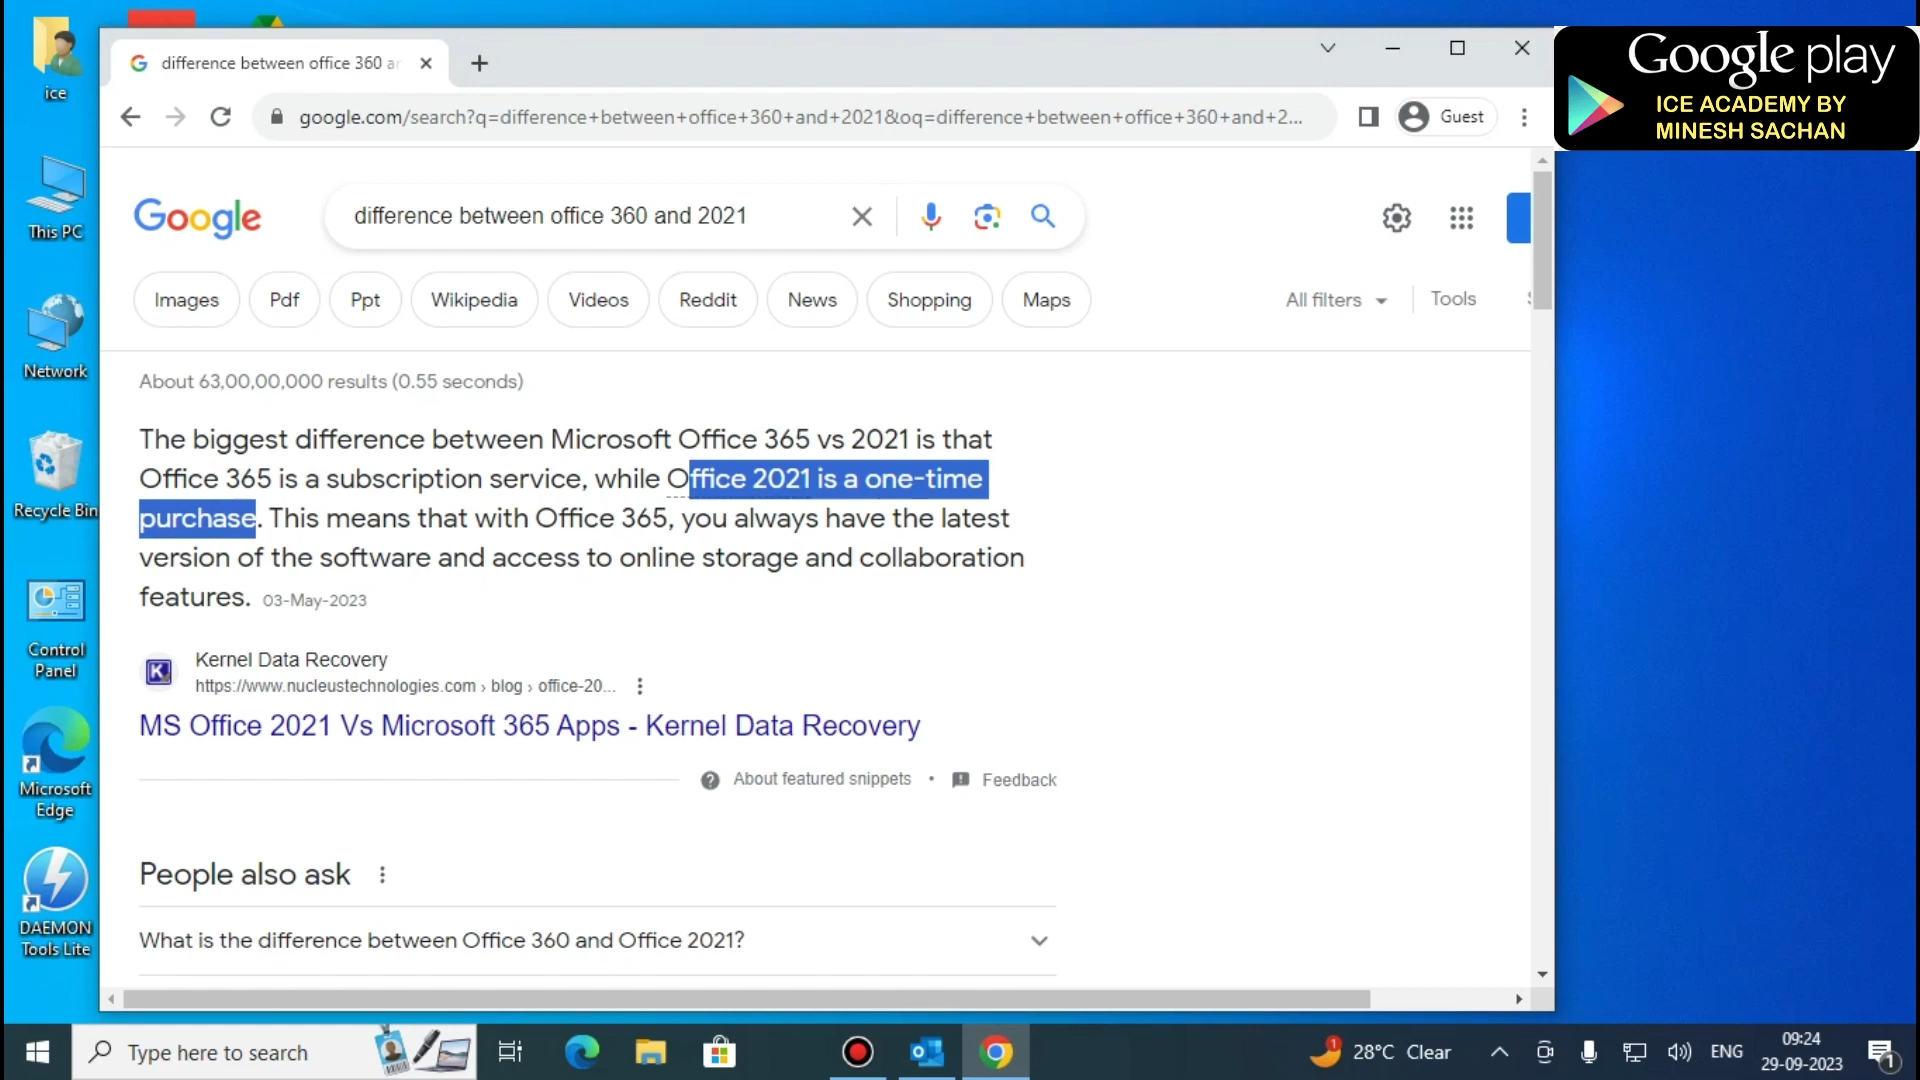 ice
This PC
Network
Recycle Bin
Control
Panel
Microsoft
Edge
DAEMON
Tools Lite
difference between office 360 a
google.com/search?q=difference+between+office+360+and+2021&oq=difference+between+office+360+and+2...
Guest
Google play
ICE ACADEMY BY
MINESH SACHAN
Google
difference between office 360 and 2021
Images
Pdf
Ppt
Wikipedia
Videos
Reddit
News
Shopping
Maps
All filters
Tools
About 63,00,00,000 results (0.55 seconds)
The biggest difference between Microsoft Office 365 vs 2021 is that
Office 365 is a subscription service, while Office 2021 is a one-time
purchase. This means that with Office 365, you always have the latest
version of the software and access to online storage and collaboration
features. 03-May-2023
K
Kernel Data Recovery
https://www.nucleustechnologies.com › blog › office-20...
MS Office 2021 Vs Microsoft 365 Apps - Kernel Data Recovery
About featured snippets • Feedback
People also ask
What is the difference between Office 360 and Office 2021?
Type here to search
1
28°C Clear
ENG
09:24
29-09-2023
1